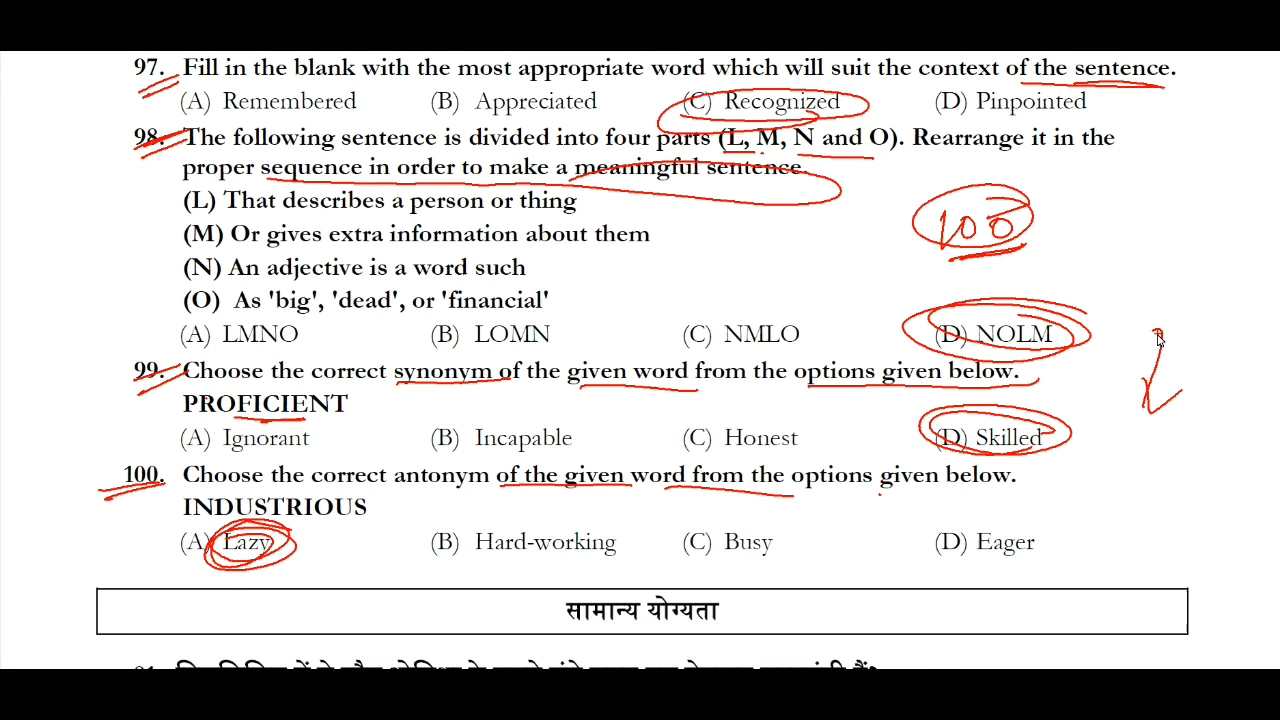 97. Fill in the blank with the most appropriate word which will suit the context of the sentence.
(A) Remembered (B) Appreciated (C) Recognized (D) Pinpointed
98. The following sentence is divided into four parts (L, M, N and O). Rearrange it in the
proper sequence in order to make a meaningful sentence.
(L) That describes a person or thing
(M) Or gives extra information about them
100
(N) An adjective is a word such
(O) As 'big', 'dead', or 'financial'
(A) LMNO (B) LOMN (C) NMLO (D) NOLM
99. Choose the correct synonym of the given word from the options given below.
PROFICIENT
(A) Ignorant (B) Incapable (C) Honest (D) Skilled
100. Choose the correct antonym of the given word from the options given below.
INDUSTRIOUS
(A) Lazy (B) Hard-working (C) Busy (D) Eager
सामान्य योग्यता